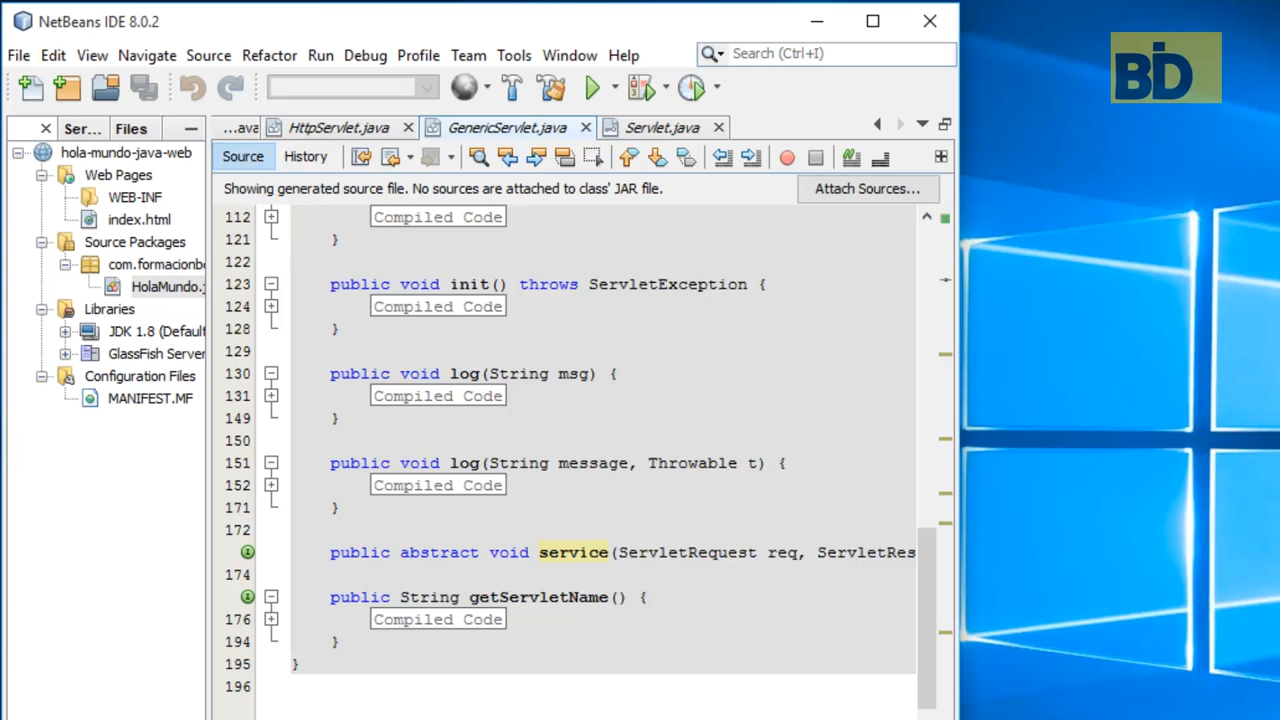 NetBeans IDE 8.0.2
File Edit View Navigate Source Refactor Run Debug Profile Team Tools Window Help
Search (Ctrl+I)
BID
Ser... Files
...ava HttpServlet.java GenericServlet.java Servlet.java
Source History
Showing generated source file. No sources are attached to class' JAR file. Attach Sources...
hola-mundo-java-web
Web Pages
WEB-INF
index.html
Source Packages
com.formacionb
HolaMundo.j
Libraries
JDK 1.8 (Default
GlassFish Server
Configuration Files
MANIFEST.MF
112 Compiled Code
121 }
122
123 public void init() throws ServletException {
124 Compiled Code
128 }
129
130 public void log(String msg) {
131 Compiled Code
149 }
150
151 public void log(String message, Throwable t) {
152 Compiled Code
171 }
172
public abstract void service(ServletRequest req, ServletRes
174
public String getServletName() {
176 Compiled Code
194 }
195 }
196